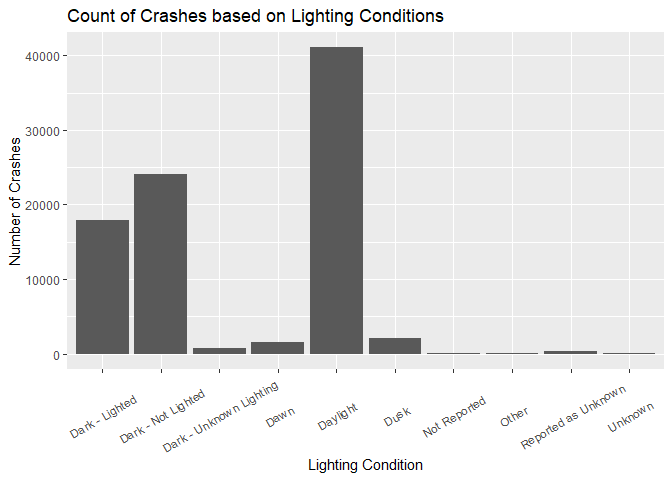 Count of Crashes based on Lighting Conditions
Number of Crashes
40000
30000
20000
10000
0
Dark - Lighted
Dark - Not Lighted
Dark - Unknown Lighting
Dawn
Daylight
Dusk
Not Reported
Other
Reported as Unknown
Unknown
Lighting Condition